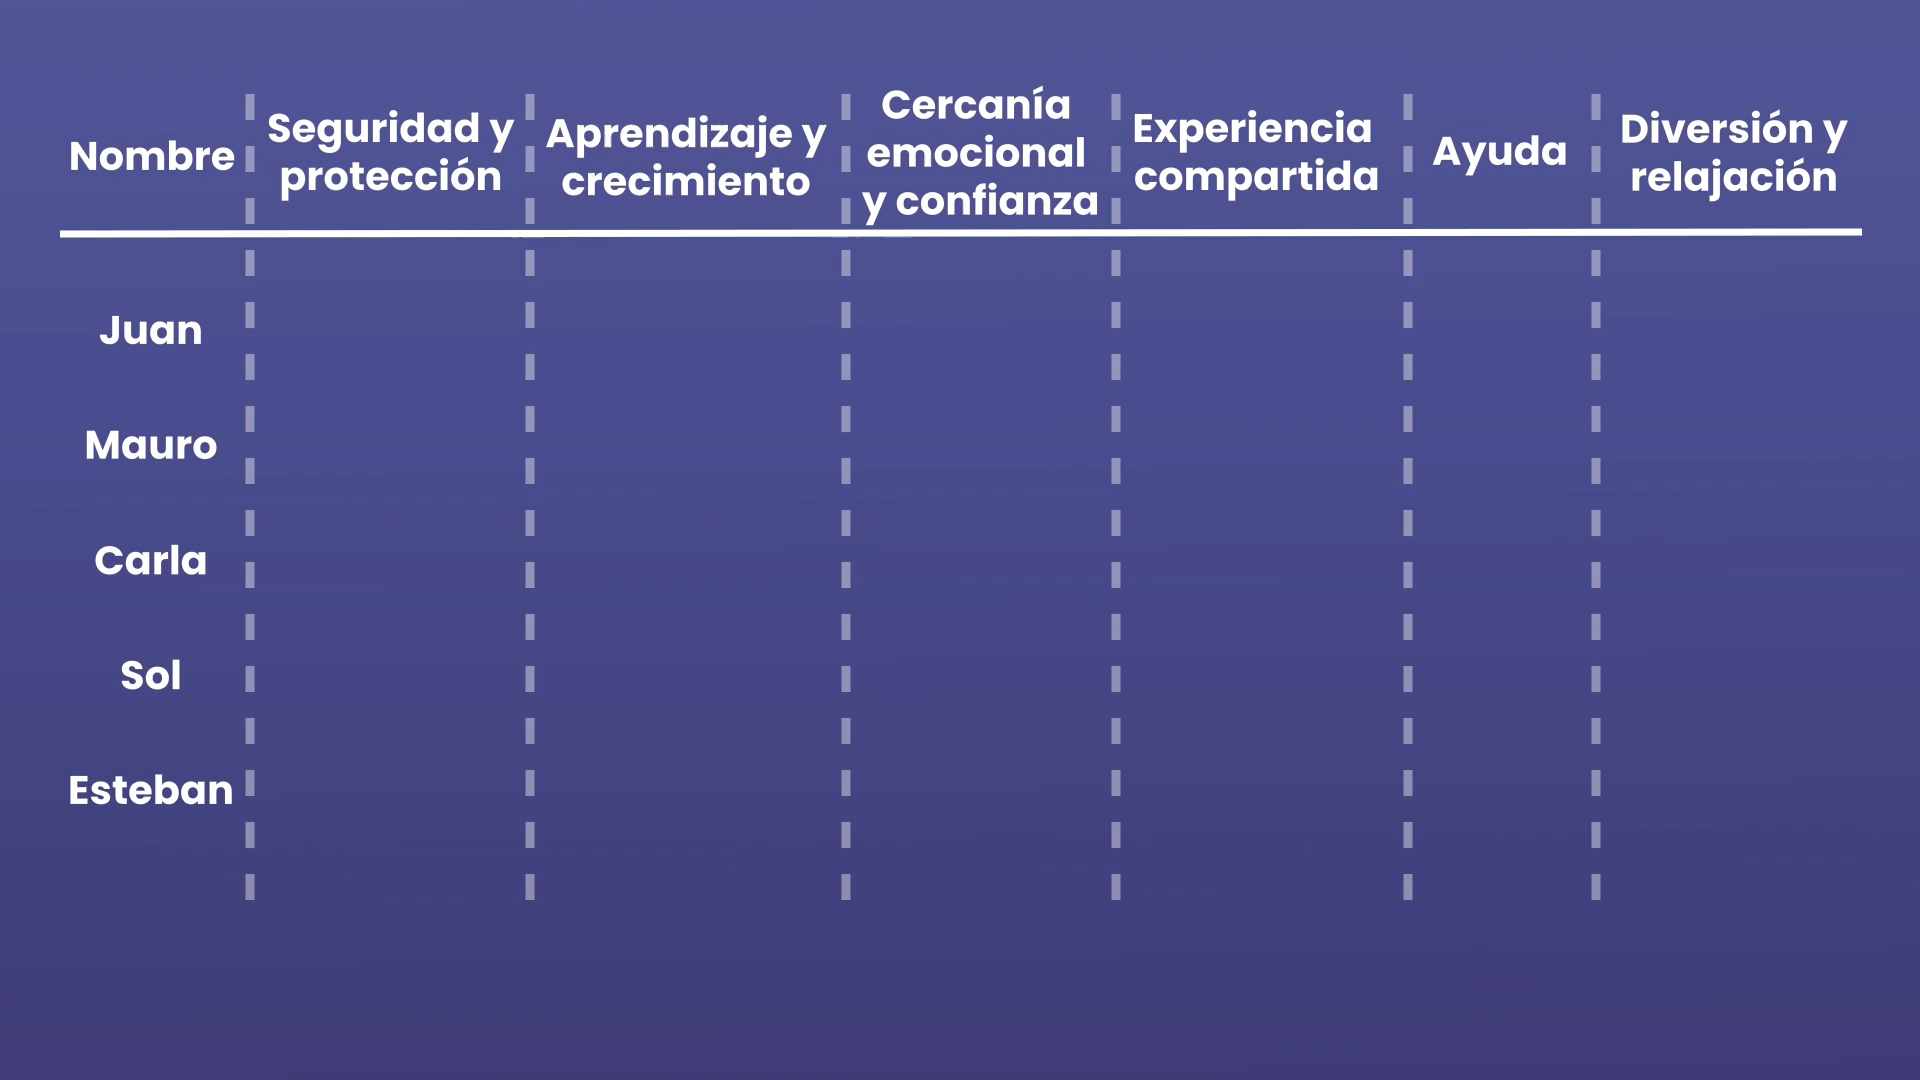 Nombre
Seguridad y
protección
Aprendizaje y
crecimiento
Cercanía
emocional
y confianza
Experiencia
compartida
Ayuda
Diversión y
relajación
Juan
Mauro
Carla
Sol
Esteban